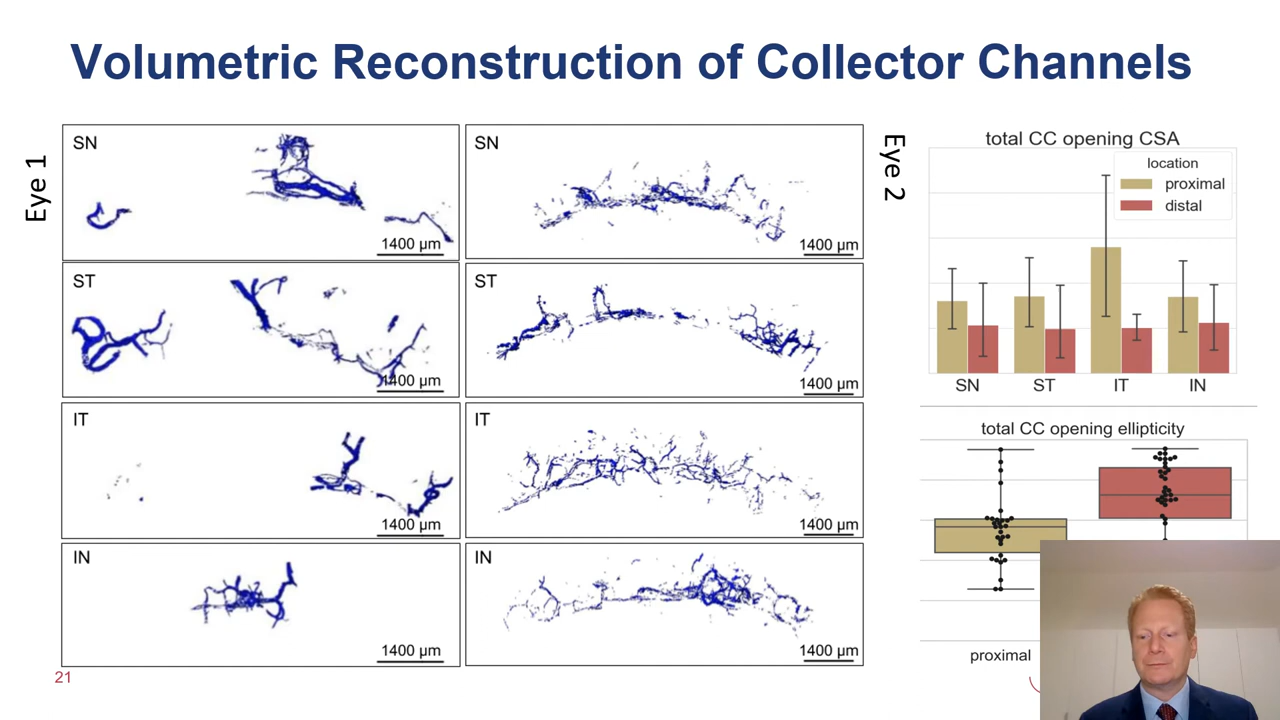 Volumetric Reconstruction of Collector Channels
Eye 1
SN
1400 µm
ST
1400 µm
IT
1400 µm
IN
1400 µm
SN
1400 µm
ST
1400 µm
IT
1400 µm
IN
1400 µm
Eye 2
total CC opening CSA
location
proximal
distal
SN ST IT IN
total CC opening ellipticity
proximal
21